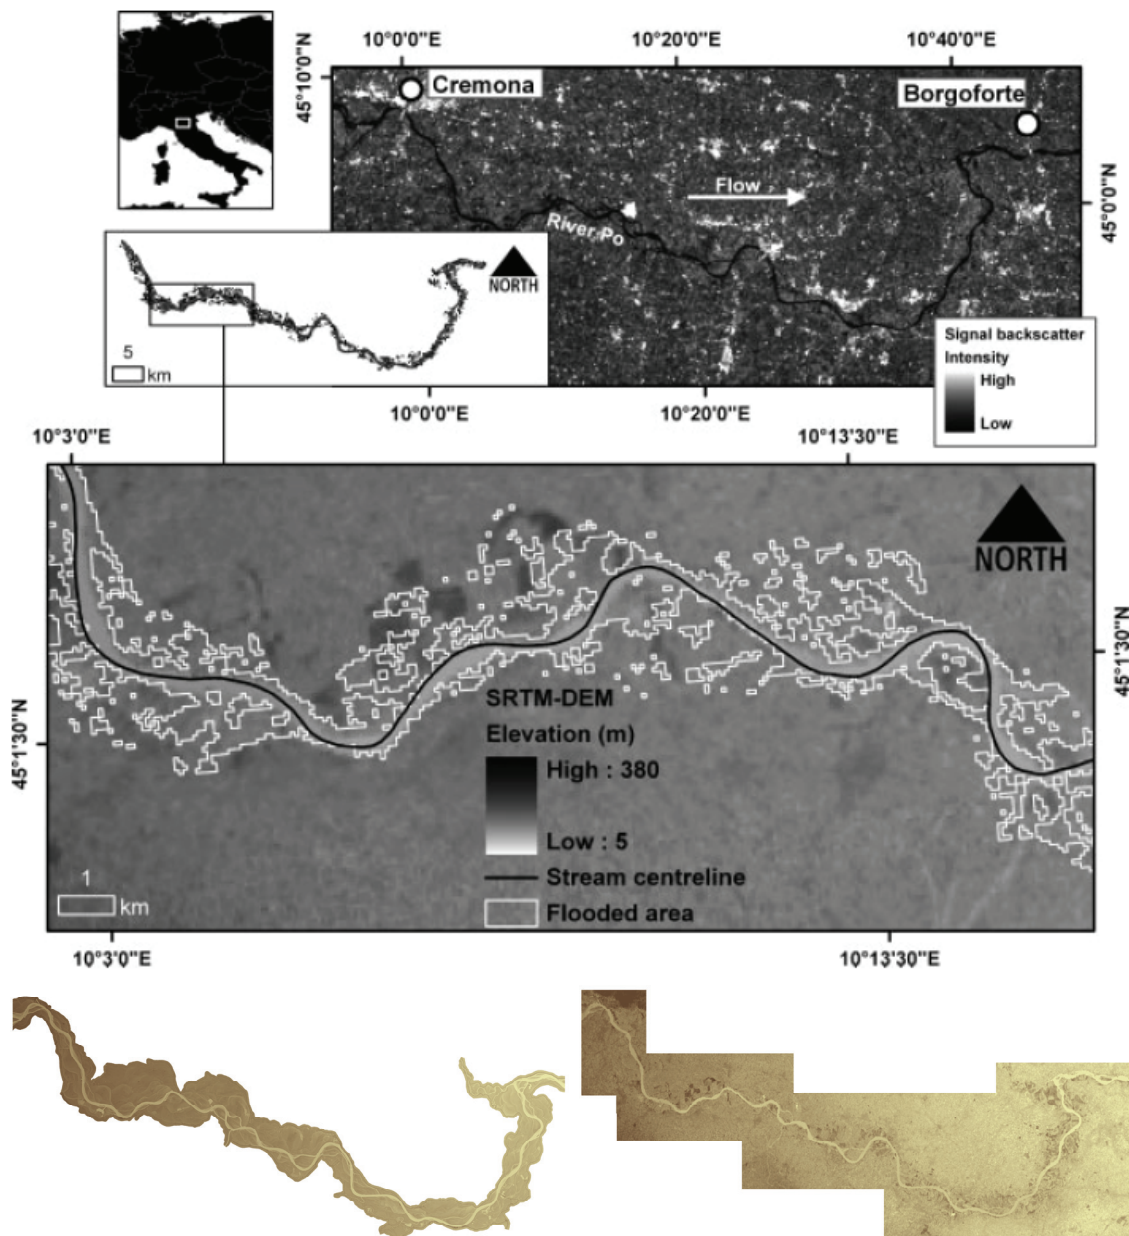 10°0'0"E 10°20'0"E 10°40'0"E
45°10'0"N
Cremona
Borgoforte
Flow
River Po
45°0'0"N
NORTH
5
km
Signal backscatter
Intensity
High
Low
10°0'0"E 10°20'0"E
10°3'0"E 10°13'30"E
NORTH
45°1'30"N
45°1'30"N
SRTM-DEM
Elevation (m)
High : 380
Low : 5
Stream centreline
Flooded area
1
km
10°3'0"E 10°13'30"E